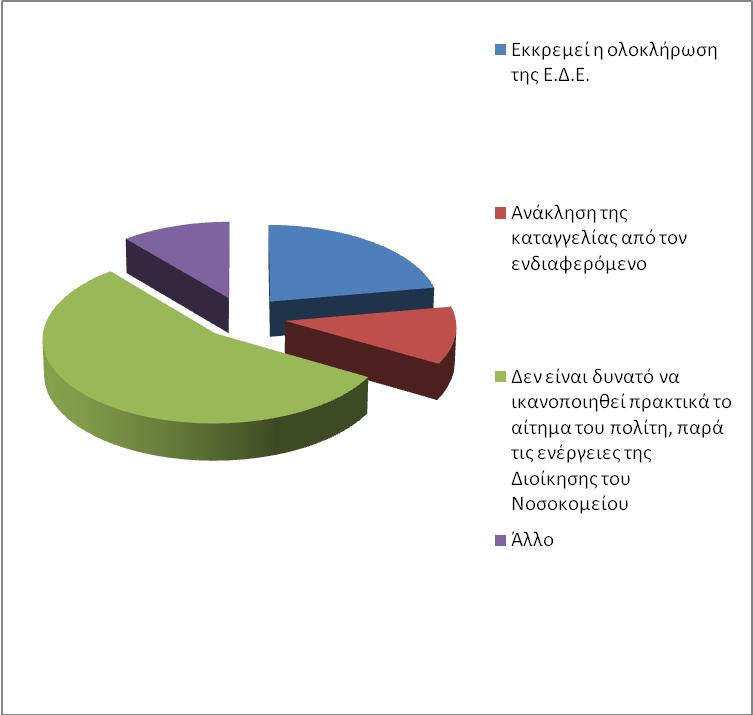 Εκκρεμεί η ολοκλήρωση
της Ε.Δ.Ε.
Ανάκληση της
καταγγελίας από τον
ενδιαφερόμενο
Δεν είναι δυνατό να
ικανοποιηθεί πρακτικά το
αίτημα του πολίτη, παρά
τις ενέργειες της
Διοίκησης του
Νοσοκομείου
Άλλο